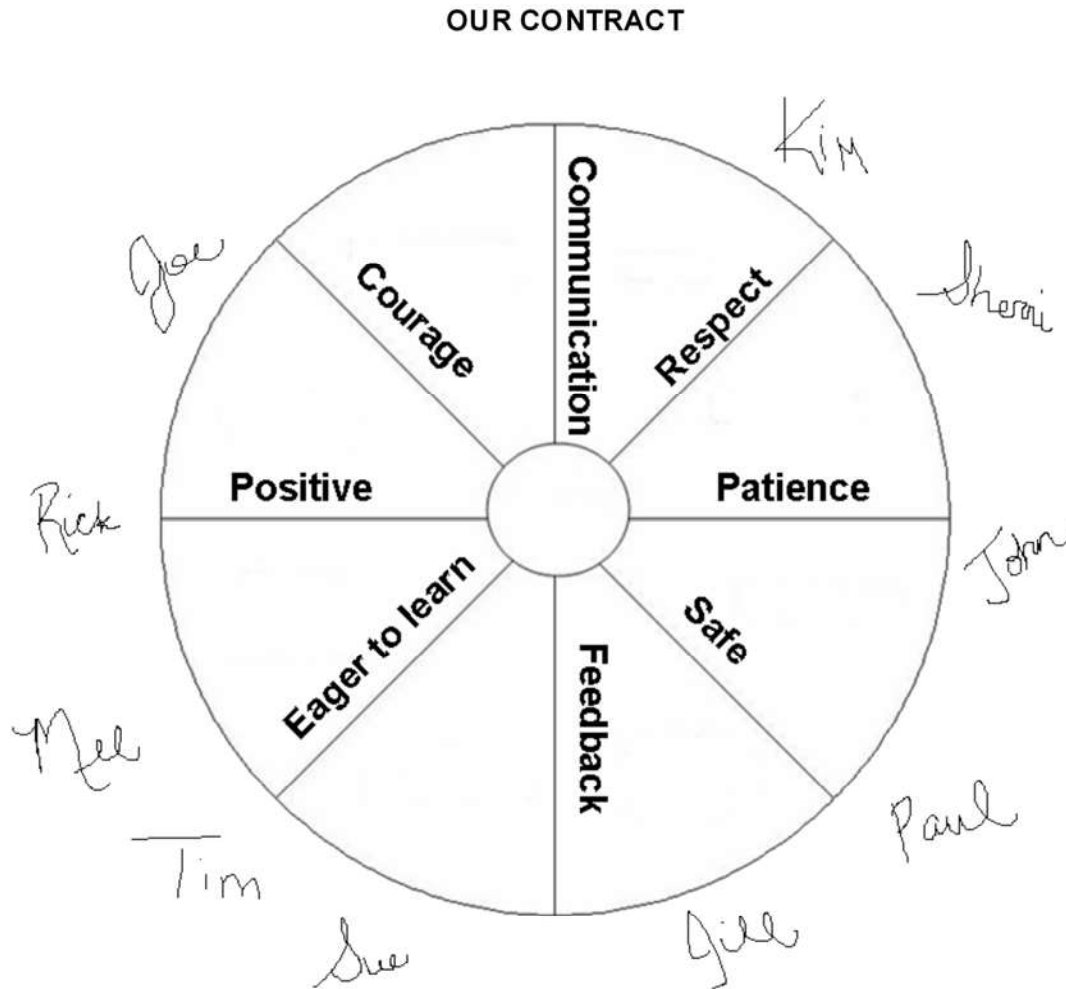 OUR CONTRACT
Kim
Sherri
John
Paul
Jill
Sue
Tim
Rick
Joe
Communication
Respect
Patience
Safe
Feedback
Eager to learn
Positive
Courage